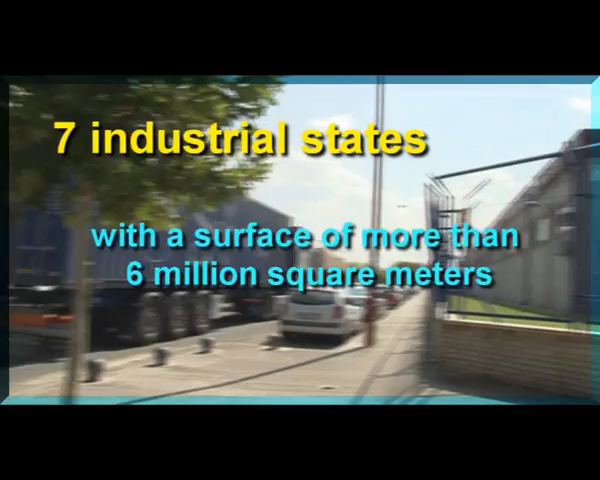 7 industrial states
with a surface of more than
6 million square meters